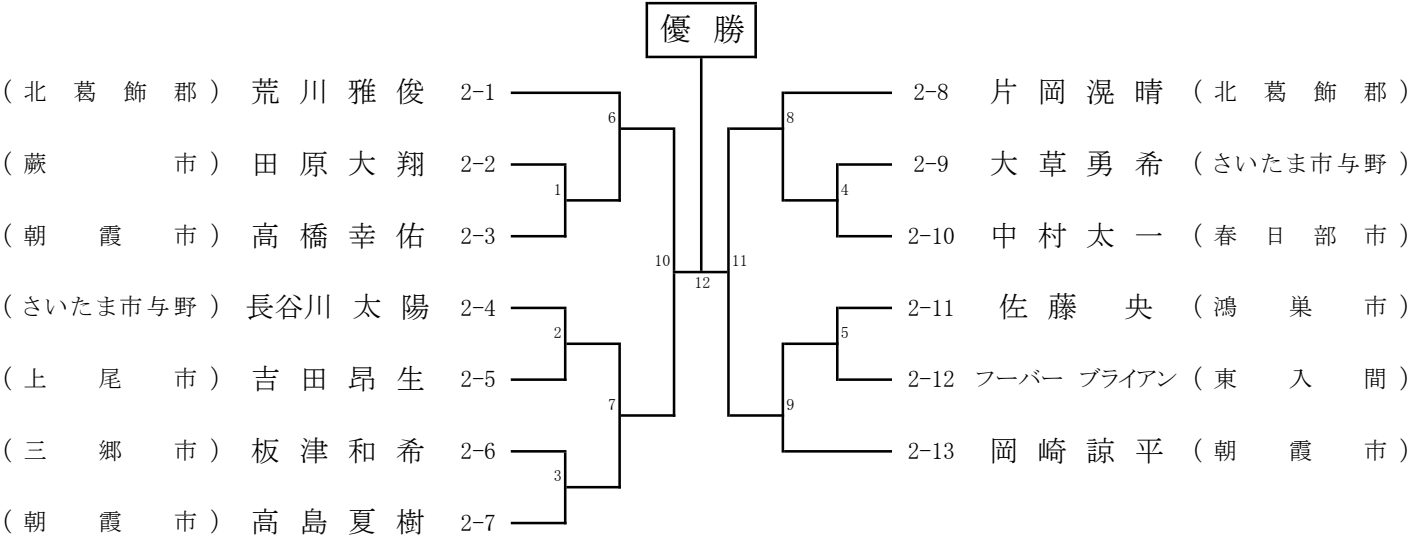 優勝
(北葛飾郡) 荒川雅俊 2-1
2-8 片岡滉晴 (北葛飾郡)
6
8
(蕨市) 田原大翔 2-2
2-9 大草勇希 (さいたま市与野)
1
4
(朝霞市) 高橋幸佑 2-3
2-10 中村太一 (春日部市)
10
11
12
(さいたま市与野) 長谷川太陽 2-4
2-11 佐藤央 (鴻巣市)
2
5
(上尾市) 吉田昂生 2-5
2-12 フーバー ブライアン (東入間)
7
9
(三郷市) 板津和希 2-6
2-13 岡崎諒平 (朝霞市)
3
(朝霞市) 高島夏樹 2-7